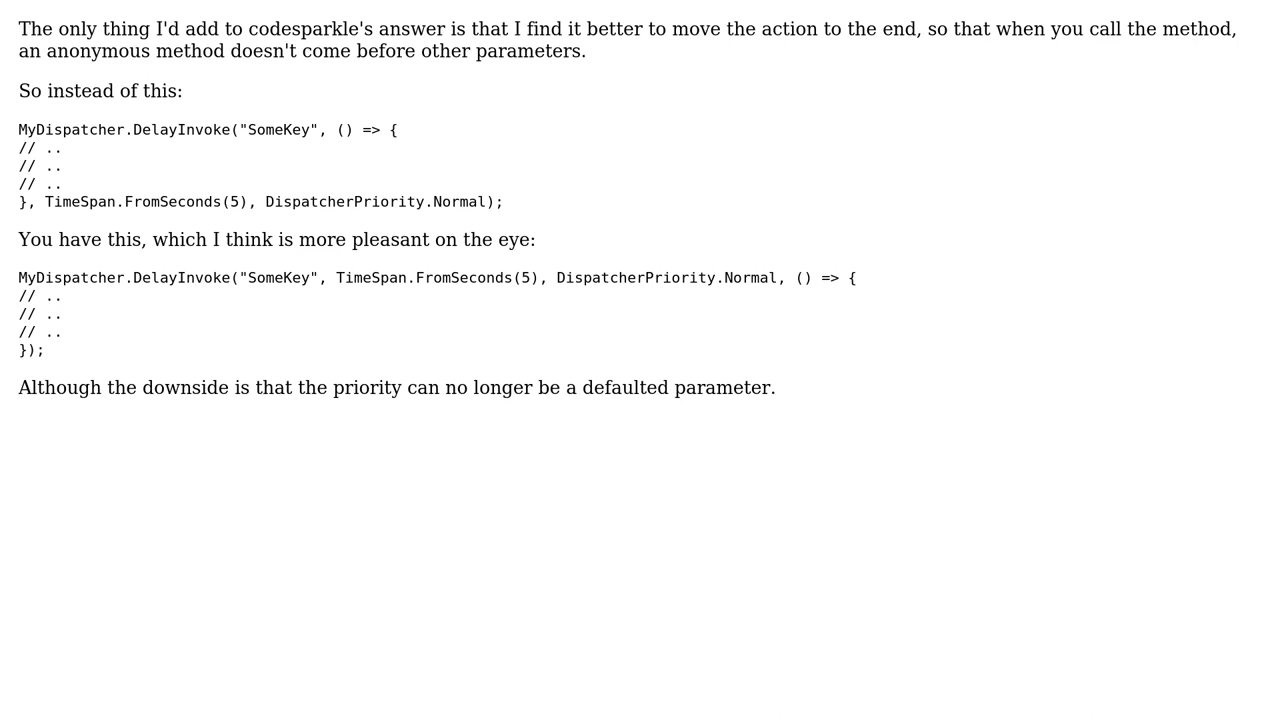 The only thing I'd add to codesparkle's answer is that I find it better to move the action to the end, so that when you call the method,
an anonymous method doesn't come before other parameters.
So instead of this:
MyDispatcher.DelayInvoke("SomeKey", () => {
// ..
// ..
// ..
}, TimeSpan.FromSeconds(5), DispatcherPriority.Normal);
You have this, which I think is more pleasant on the eye:
MyDispatcher.DelayInvoke("SomeKey", TimeSpan.FromSeconds(5), DispatcherPriority.Normal, () => {
// ..
// ..
// ..
});
Although the downside is that the priority can no longer be a defaulted parameter.